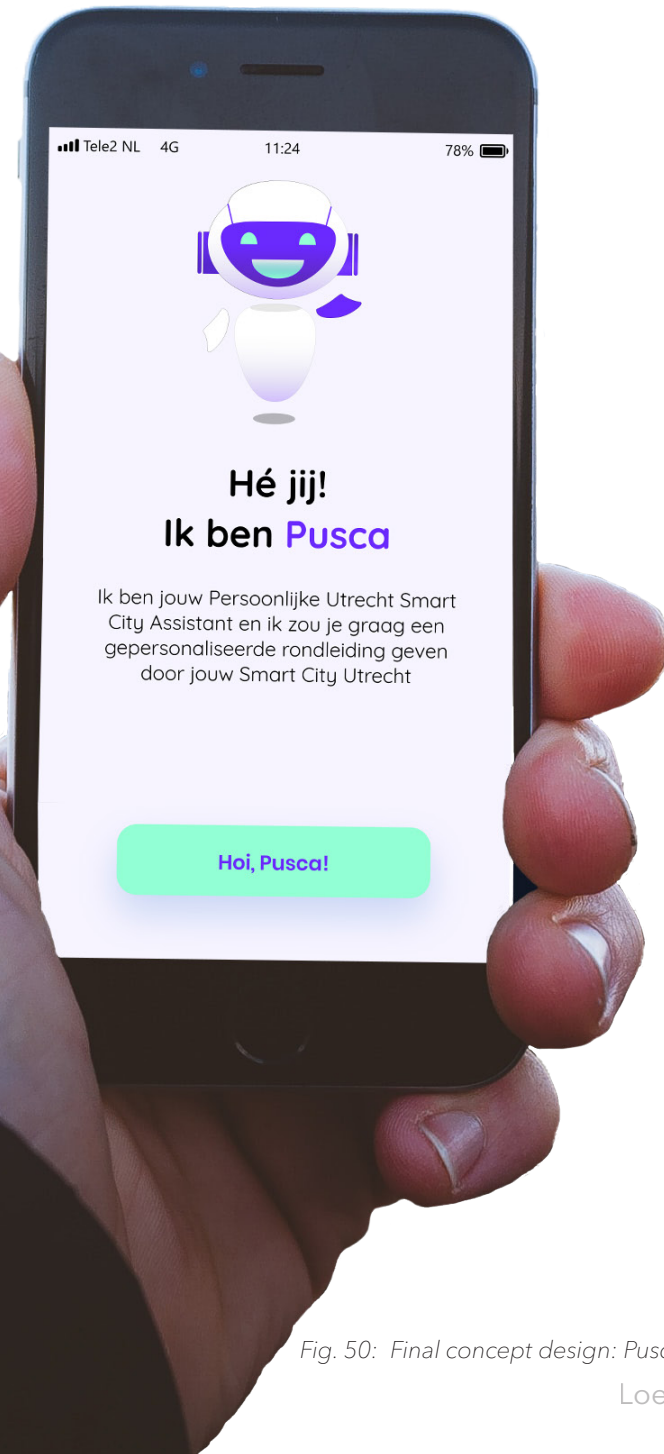 Tele2 NL 4G 11:24 78%
Hé jij!
Ik ben Pusca
Ik ben jouw Persoonlijke Utrecht Smart
City Assistant en ik zou je graag een
gepersonaliseerde rondleiding geven
door jouw Smart City Utrecht
Hoi, Pusca!
Fig. 50: Final concept design: